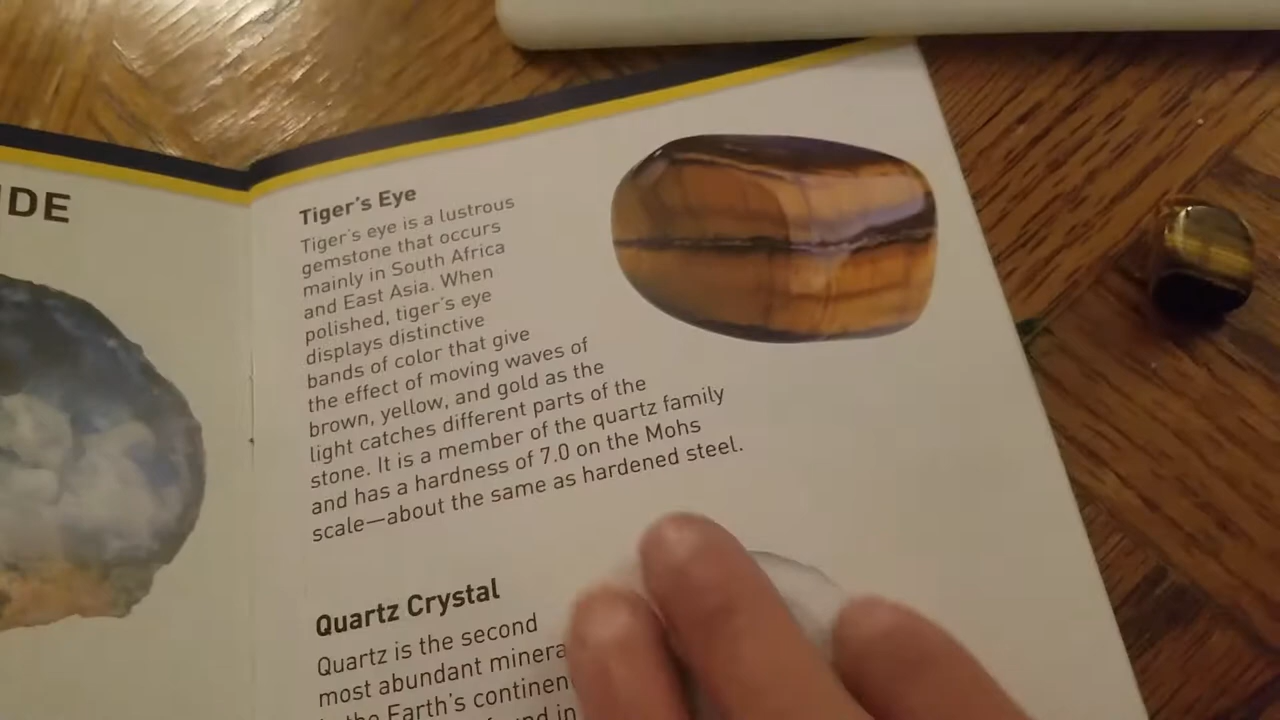 IDE
Tiger's Eye
Tiger's eye is a lustrous
gemstone that occurs
mainly in South Africa
and East Asia. When
polished, tiger's eye
displays distinctive
bands of color that give
the effect of moving waves of
brown, yellow, and gold as the
light catches different parts of the
stone. It is a member of the quartz family
and has a hardness of 7.0 on the Mohs
scale—about the same as hardened steel.
Quartz Crystal
Quartz is the second
most abundant minera
the Earth's continen
in